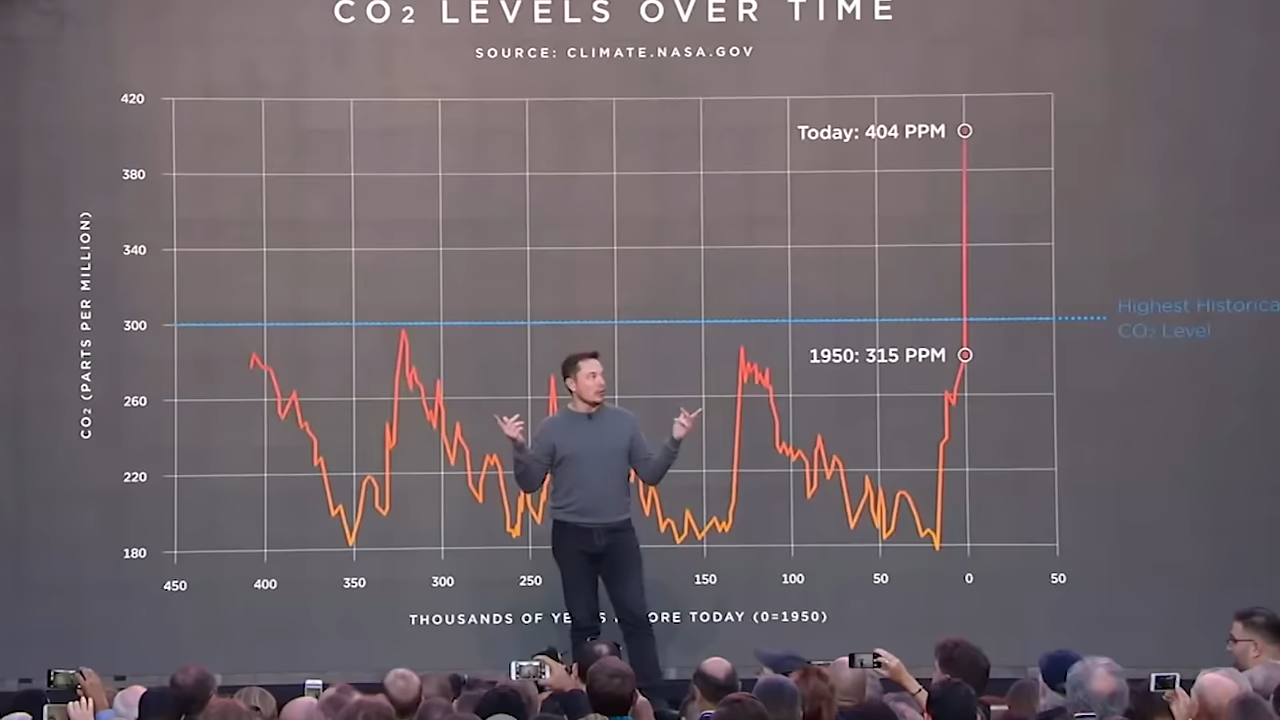 CO2 LEVELS OVER TIME
SOURCE: CLIMATE.NASA.GOV
420
380
340
300
260
220
180
CO2 (PARTS PER MILLION)
Today: 404 PPM
1950: 315 PPM
Highest Historica
CO2 Level
450 400 350 300 250 150 100 50 0 50
THOUSANDS OF YE S ORE TODAY (0=1950)